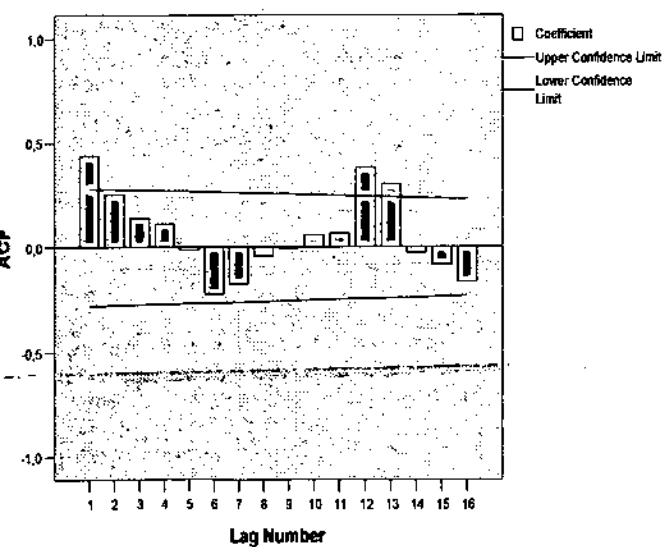 1,0
0,5
0,0
-0,5
-1,0
ACF
1 2 3 4 5 6 7 8 9 10 11 12 13 14 15 16
Lag Number
Coefficient
Upper Confidence Limit
Lower Confidence
Limit